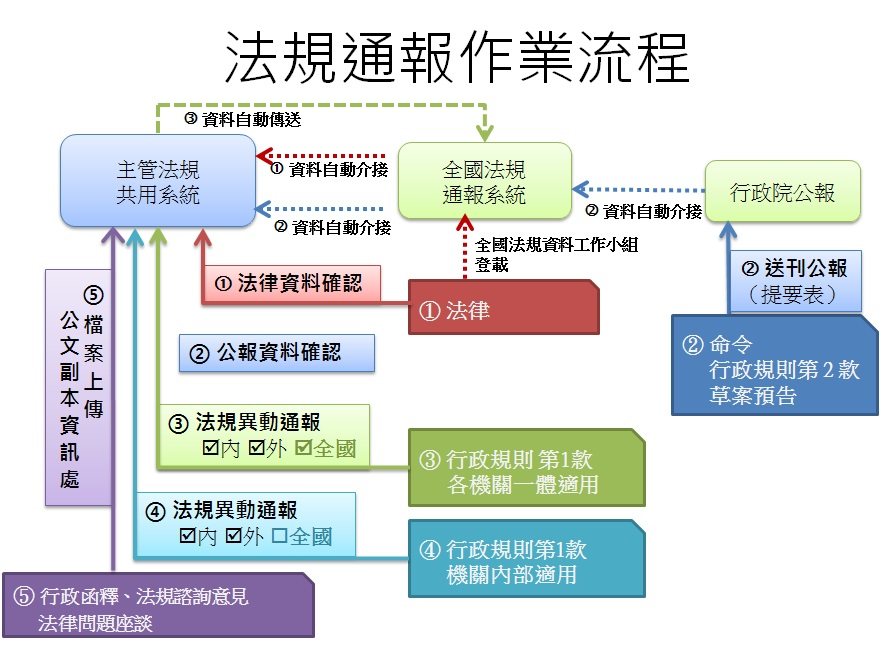 法規通報作業流程
③ 資料自動傳送
主管法規
共用系統
① 資料自動介接
② 資料自動介接
全國法規
通報系統
② 資料自動介接
行政院公報
全國法規資料工作小組
登載
② 送刊公報
（提要表）
① 法律資料確認
① 法律
② 公報資料確認
② 命令
行政規則第２款
草案預告
⑤檔案上傳
公文副本資訊處
③ 法規異動通報
☑內 ☑外 ☑全國
③ 行政規則 第1款
各機關一體適用
④ 法規異動通報
☑內 ☑外 □全國
④ 行政規則第1款
機關內部適用
⑤ 行政函釋、法規諮詢意見
法律問題座談